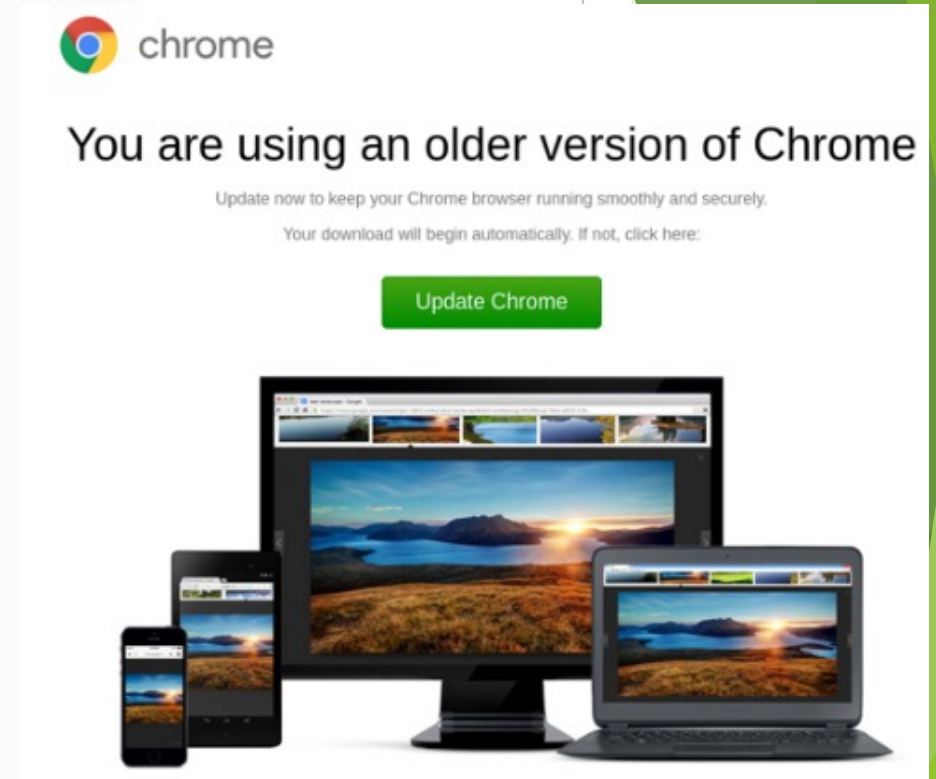 chrome
You are using an older version of Chrome
Update now to keep your Chrome browser running smoothly and securely.
Your download will begin automatically. If not, click here:
Update Chrome